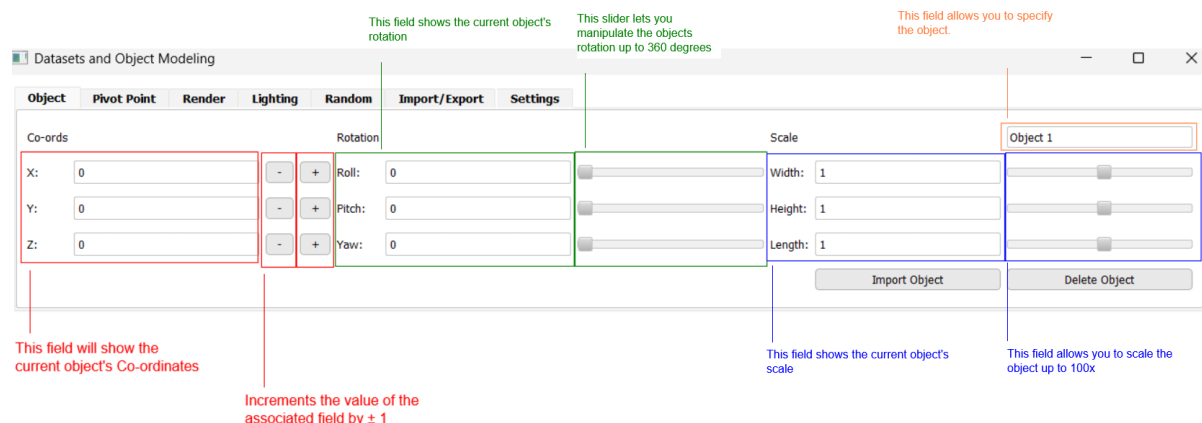 This field shows the current object's
rotation
This slider lets you
manipulate the objects
rotation up to 360 degrees
This field allows you to specify
the object.
Datasets and Object Modeling
Object Pivot Point Render Lighting Random Import/Export Settings
Co-ords Rotation Scale Object 1
X: 0 - + Roll: 0 Width: 1
Y: 0 - + Pitch: 0 Height: 1
Z: 0 - + Yaw: 0 Length: 1
Import Object Delete Object
This field will show the
current object's Co-ordinates
Increments the value of the
associated field by ± 1
This field shows the current object's
scale
This field allows you to scale the
object up to 100x